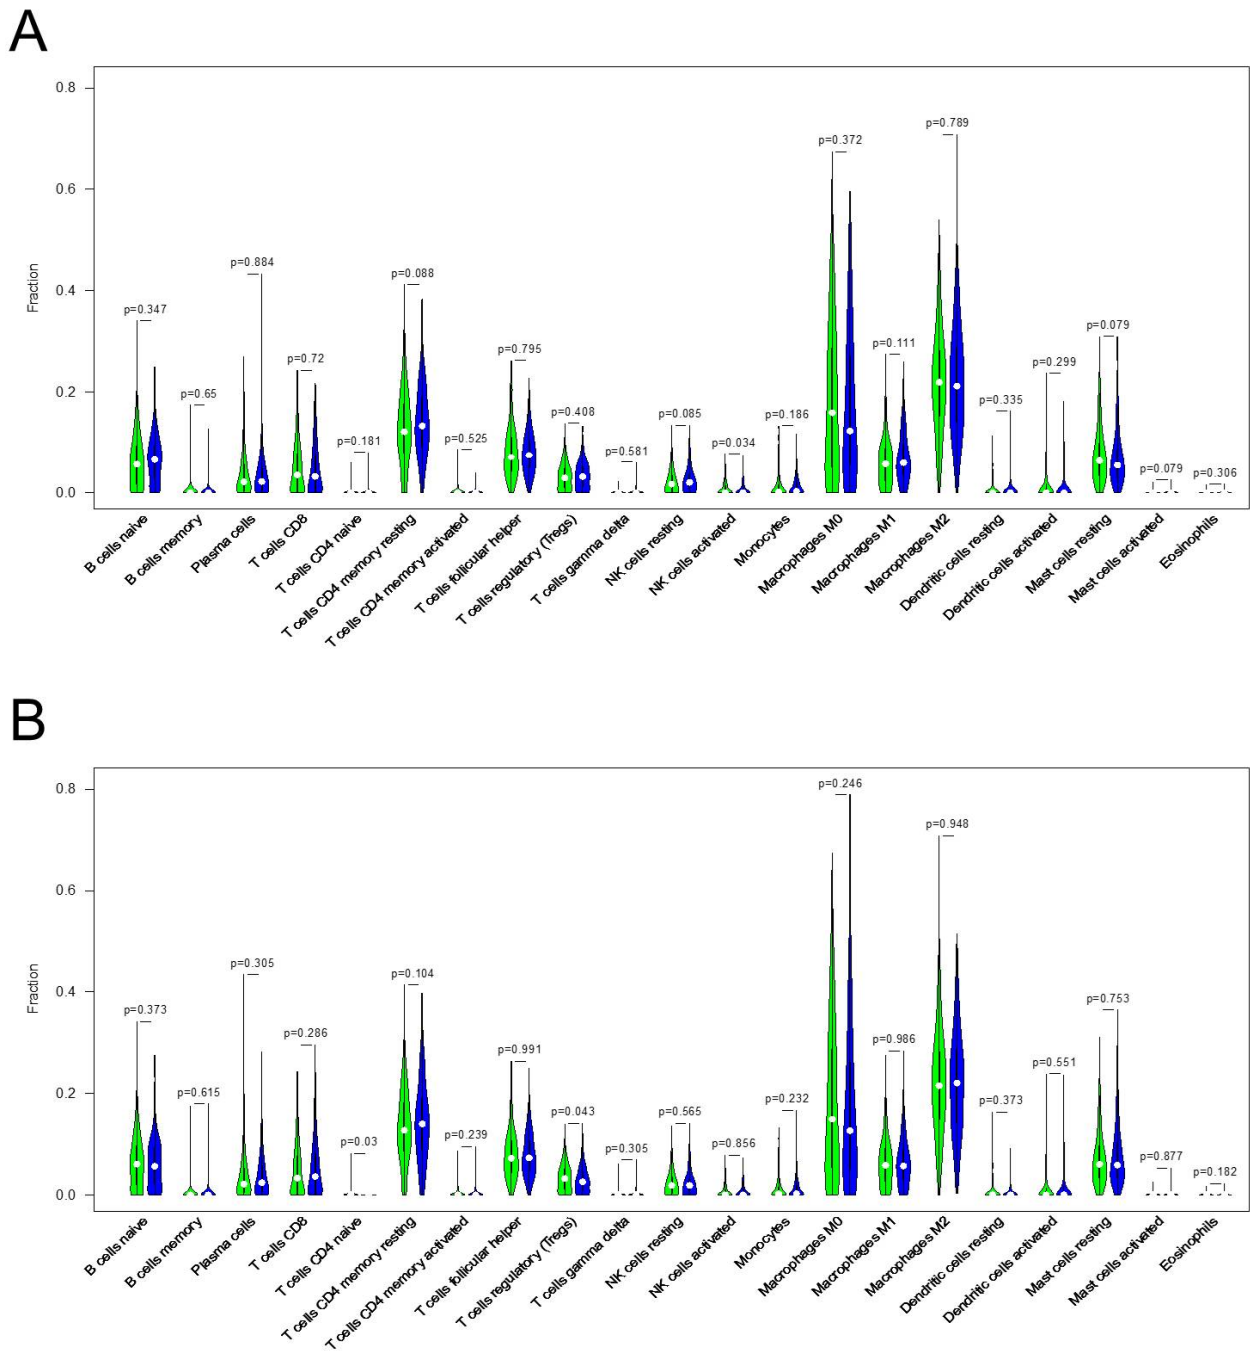 A
0.8
0.6
0.4
0.2
0.0
Fraction
p=0.347
p=0.65
p=0.884
p=0.72
p=0.181
p=0.088
p=0.525
p=0.795
p=0.408
p=0.581
p=0.085
p=0.034
p=0.186
p=0.372
p=0.111
p=0.789
p=0.335
p=0.299
p=0.079
p=0.079
p=0.306
B cells naive
B cells memory
Plasma cells
T cells CD8
T cells CD4 naive
T cells CD4 memory resting
T cells CD4 memory activated
T cells follicular helper
T cells regulatory (Tregs)
T cells gamma delta
NK cells resting
NK cells activated
Monocytes
Macrophages M0
Macrophages M1
Macrophages M2
Dendritic cells resting
Dendritic cells activated
Mast cells resting
Mast cells activated
Eosinophils
B
0.8
0.6
0.4
0.2
0.0
Fraction
p=0.373
p=0.615
p=0.305
p=0.286
p=0.03
p=0.104
p=0.239
p=0.991
p=0.043
p=0.305
p=0.565
p=0.856
p=0.232
p=0.246
p=0.986
p=0.948
p=0.373
p=0.551
p=0.753
p=0.877
p=0.182
B cells naive
B cells memory
Plasma cells
T cells CD8
T cells CD4 naive
T cells CD4 memory resting
T cells CD4 memory activated
T cells follicular helper
T cells regulatory (Tregs)
T cells gamma delta
NK cells resting
NK cells activated
Monocytes
Macrophages M0
Macrophages M1
Macrophages M2
Dendritic cells resting
Dendritic cells activated
Mast cells resting
Mast cells activated
Eosinophils